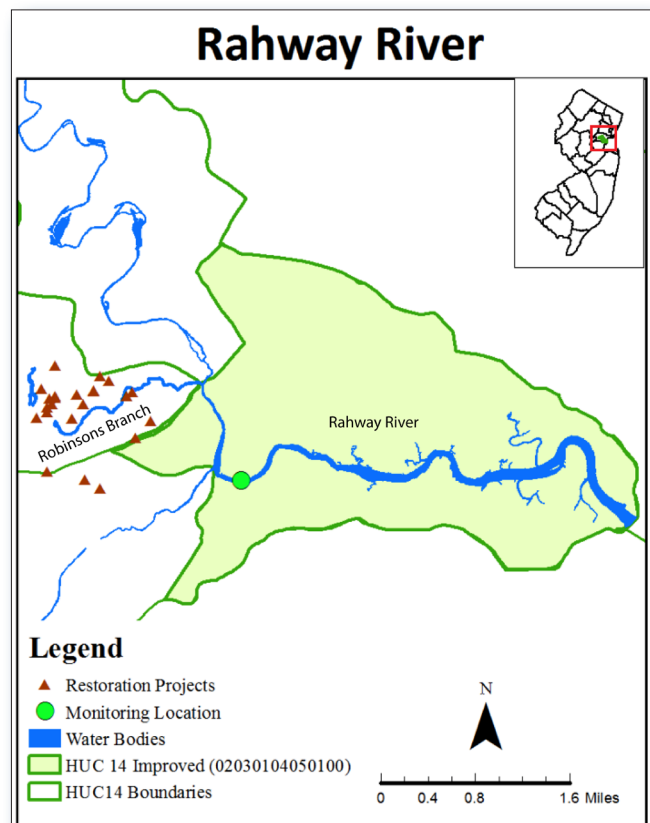 Rahway River
Robinsons Branch
Rahway River
Legend
Restoration Projects
Monitoring Location
Water Bodies
HUC 14 Improved (02030104050100)
HUC14 Boundaries
N
0 0.4 0.8 1.6 Miles